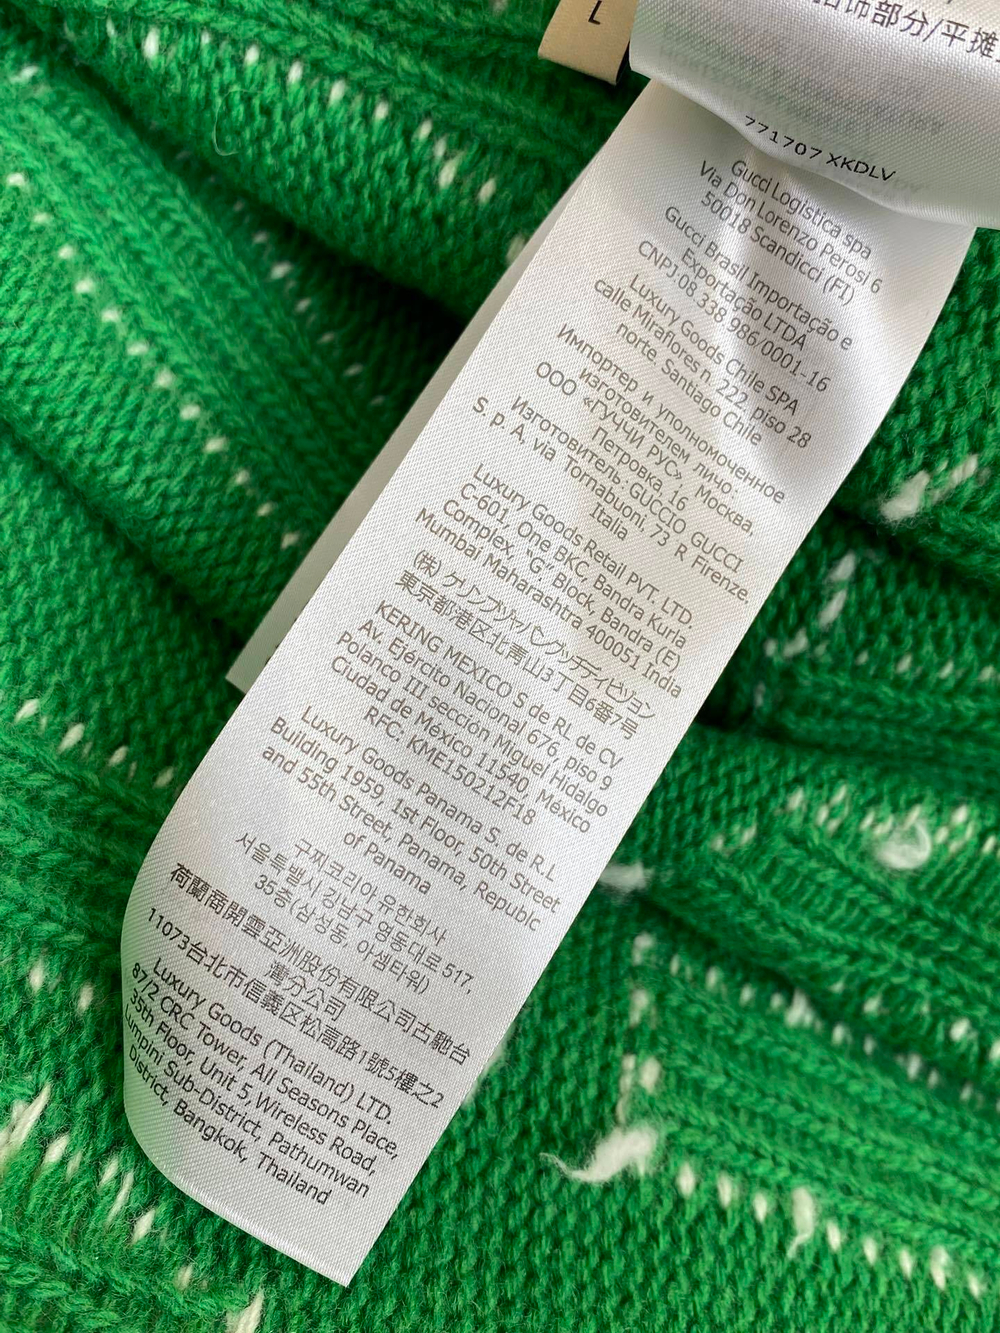 L
部分/平摊
771707 XKDLV
Gucci Logistica spa
Via Don Lorenzo Perosi 6
50018 Scandicci (FI)
Gucci Brasil Importação e
Exportação LTDA
CNPJ:08.338.986/0001-16
Luxury Goods Chile SPA
calle Miraflores n. 222, piso 28
norte. Santiago Chile
Импортер и уполномоченное
изготовителем лицо:
ООО «ГУЧЧИ РУС»
Петровка, 16, Москва.
Изготовитель: GUCCIO GUCCI
S. p. A, via Tornabuoni. 73 R Firenze.
Italia
Luxury Goods Retail PVT. LTD.
C-601, One BKC, Bandra Kurla
Complex, "G" Block, Bandra (E)
Mumbai Maharashtra 400051 India
(株) ケリングジャパングッチディビジョン
東京都港区北青山3丁目6番7号
KERING MEXICO S de RL de CV
Av. Ejército Nacional 676, piso 9
Polanco III sección Miguel Hidalgo
Ciudad de México 11540, México
RFC: KME150212F18
Luxury Goods Panama S. de R.L
Building 1959, 1st Floor, 50th Street
and 55th Street, Panama, Republic
of Panama
구찌코리아 유한회사
서울특별시 강남구 영동대로 517,
35층(삼성동, 아셈타워)
荷蘭商開雲亞洲股份有限公司古馳台
灣分公司
11073台北市信義區松高路1號5樓之2
Luxury Goods (Thailand) LTD.
87/2 CRC Tower, All Seasons Place,
35th Floor, Unit 5, Wireless Road,
Lumpini Sub-District, Pathumwan
District, Bangkok, Thailand